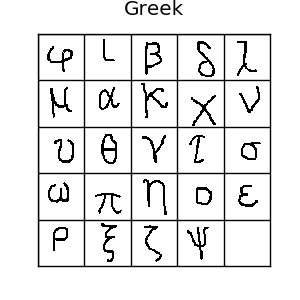 Greek
φ ι β δ λ
μ α κ χ ν
υ θ γ τ σ
ω π η ο ε
ρ ξ ζ ψ